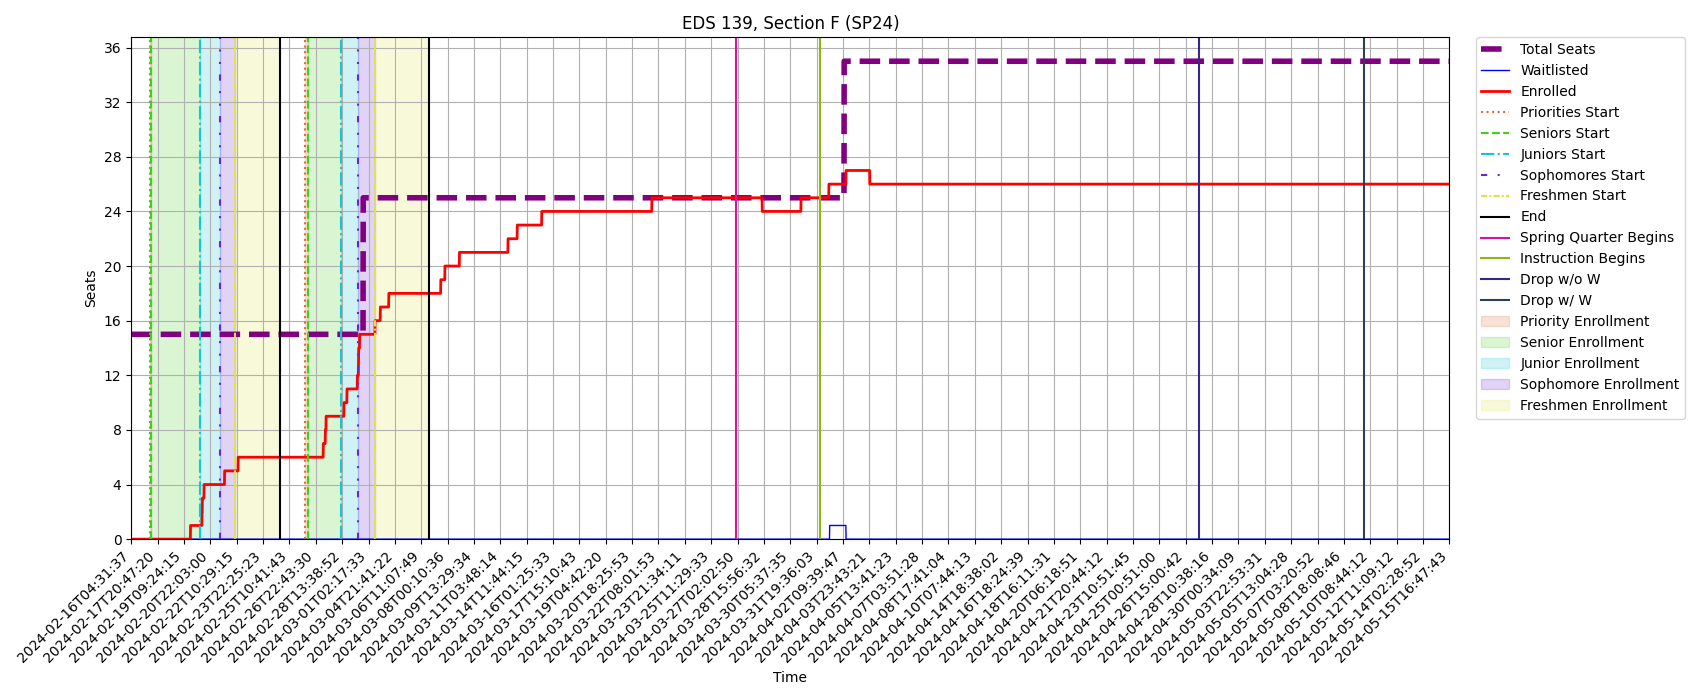 EDS 139, Section F (SP24)
36
32
28
24
20
16
12
8
4
0
Seats
2024-02-16T04:31:37
2024-02-17T20:47:20
2024-02-19T09:24:15
2024-02-20T22:03:00
2024-02-22T10:29:15
2024-02-23T22:25:23
2024-02-25T10:41:43
2024-02-26T22:43:30
2024-02-28T13:38:52
2024-03-01T02:17:33
2024-03-04T21:41:22
2024-03-06T11:07:49
2024-03-08T00:10:36
2024-03-09T13:29:34
2024-03-11T03:48:14
2024-03-14T11:44:15
2024-03-16T01:25:33
2024-03-17T15:10:43
2024-03-19T04:42:20
2024-03-20T18:25:53
2024-03-22T08:01:53
2024-03-23T21:34:11
2024-03-25T11:29:33
2024-03-27T02:02:50
2024-03-28T15:56:32
2024-03-30T05:37:35
2024-03-31T19:36:03
2024-04-02T09:39:47
2024-04-03T23:43:21
2024-04-05T13:41:23
2024-04-07T03:51:28
2024-04-08T17:41:04
2024-04-10T07:44:13
2024-04-14T18:38:02
2024-04-16T18:24:39
2024-04-18T16:11:31
2024-04-20T06:18:51
2024-04-21T20:44:12
2024-04-23T10:51:45
2024-04-25T00:51:00
2024-04-26T15:00:42
2024-04-28T10:38:16
2024-04-30T00:34:09
2024-05-03T22:53:31
2024-05-05T13:04:28
2024-05-07T03:20:52
2024-05-08T18:08:46
2024-05-10T08:44:12
2024-05-12T11:09:12
2024-05-14T02:28:52
2024-05-15T16:47:43
Time
Total Seats
Waitlisted
Enrolled
Priorities Start
Seniors Start
Juniors Start
Sophomores Start
Freshmen Start
End
Spring Quarter Begins
Instruction Begins
Drop w/o W
Drop w/ W
Priority Enrollment
Senior Enrollment
Junior Enrollment
Sophomore Enrollment
Freshmen Enrollment